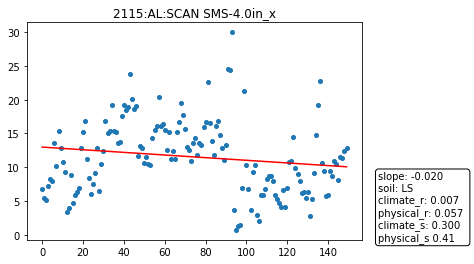 2115:AL:SCAN SMS-4.0in_x
30
25
20
15
10
5
0
0 20 40 60 80 100 120 140
slope: -0.020
soil: LS
climate_r: 0.007
physical_r: 0.057
climate_s: 0.300
physical_s 0.41